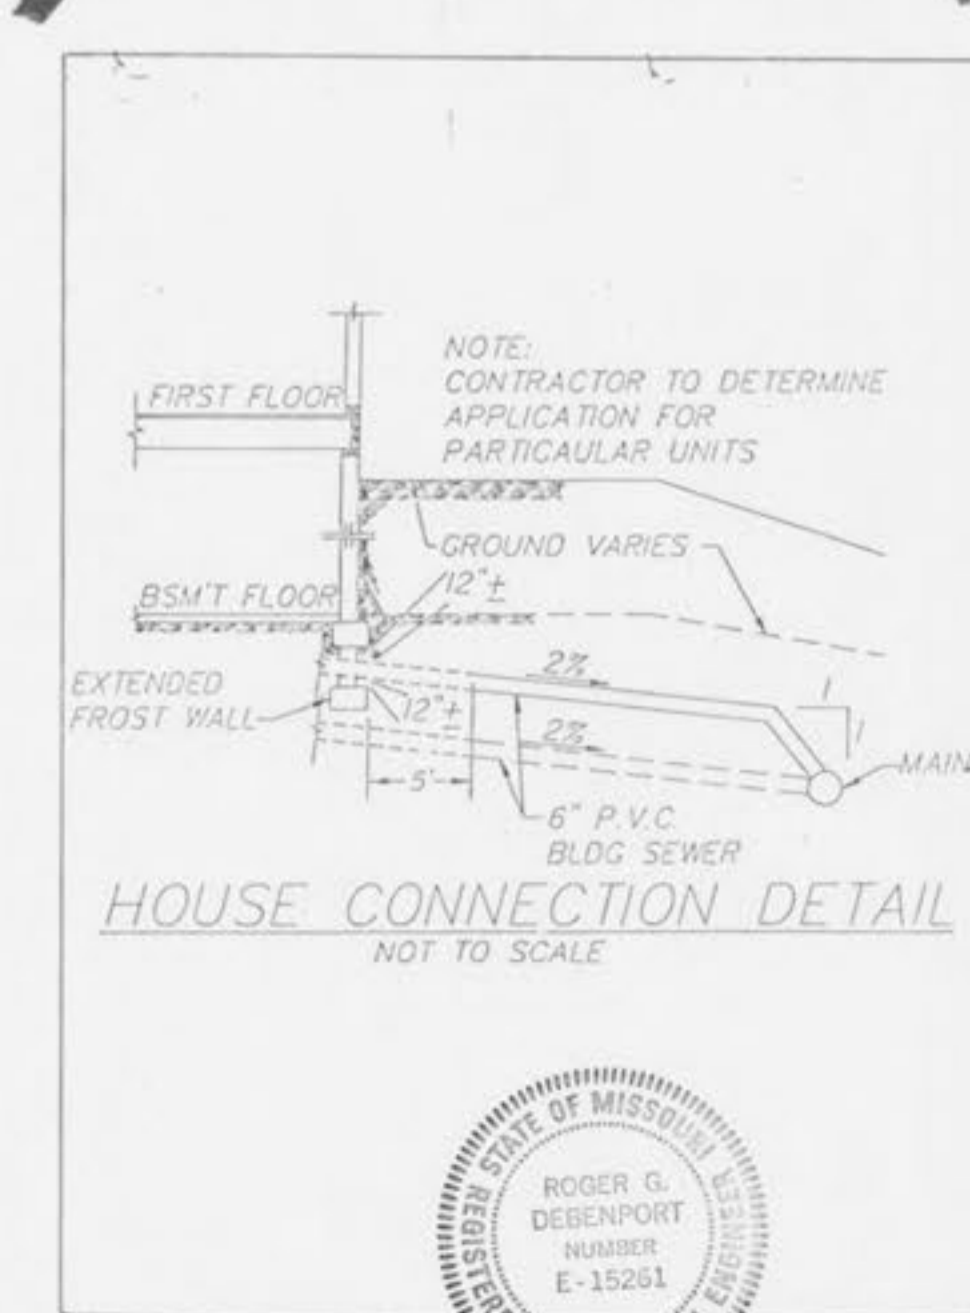 NOTE:
CONTRACTOR TO DETERMINE
APPLICATION FOR
PARTICAULAR UNITS
FIRST FLOOR
GROUND VARIES
12"±
BSM'T FLOOR
2%
EXTENDED
FROST WALL
12"±
2%
1
1
MAIN
5'
6" P.V.C.
BLDG SEWER
HOUSE CONNECTION DETAIL
NOT TO SCALE
STATE OF MISSOURI
REGISTERED
ENGINEER
ROGER G.
DEBENPORT
NUMBER
E-15261